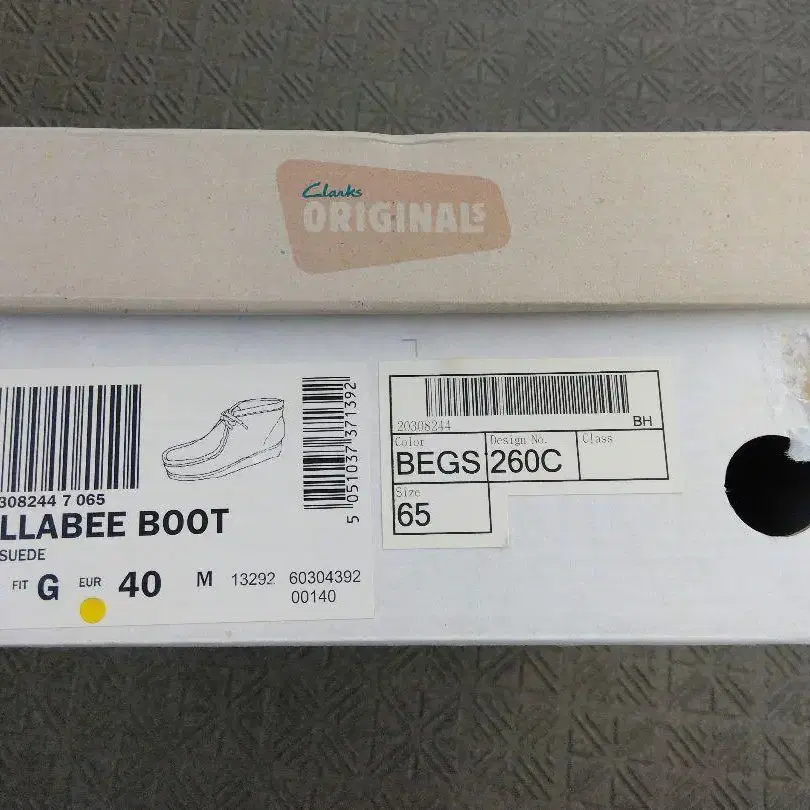 Clarks
ORIGINALS
308244 7 065
LLABEE BOOT
SUEDE
FIT G EUR 40 M 13292 60304392
00140
5 051037 371392
20308244 BH
Color Design No. Class
BEGS 260C
Size
65